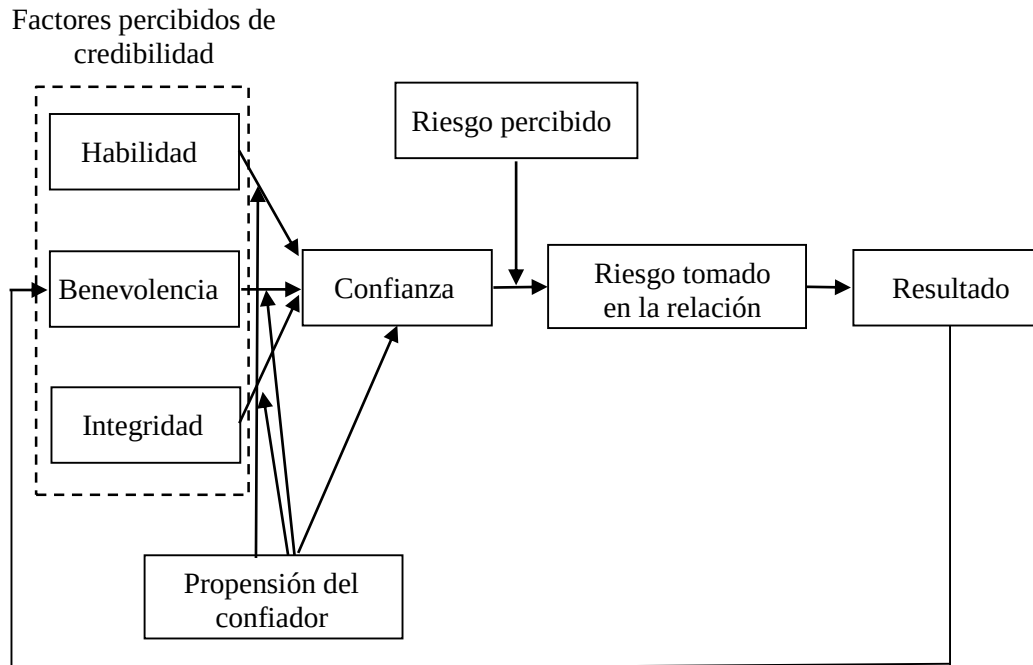 Factores percibidos de
credibilidad
Habilidad
Benevolencia
Integridad
Propensión del
confiador
Confianza
Riesgo percibido
Riesgo tomado
en la relación
Resultado